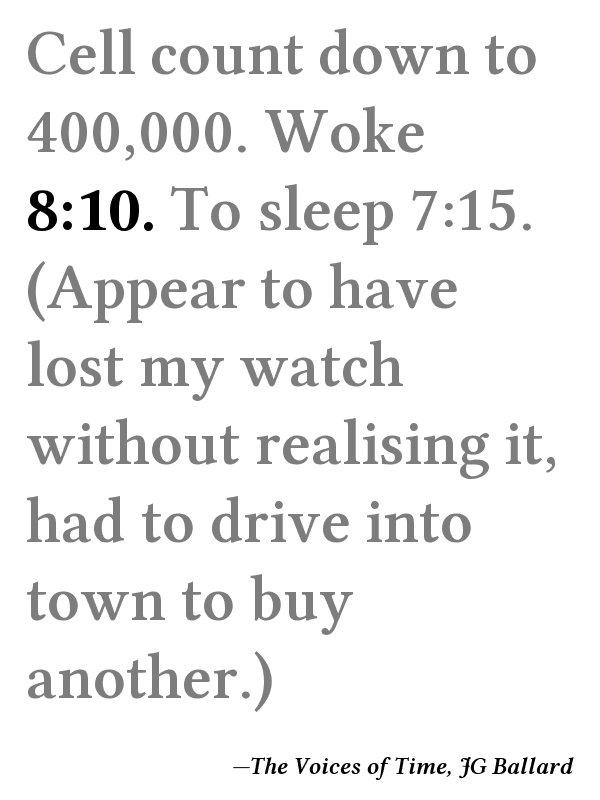 Cell count down to
400,000. Woke
8:10. To sleep 7:15.
(Appear to have
lost my watch
without realising it,
had to drive into
town to buy
another.)
—The Voices of Time, JG Ballard